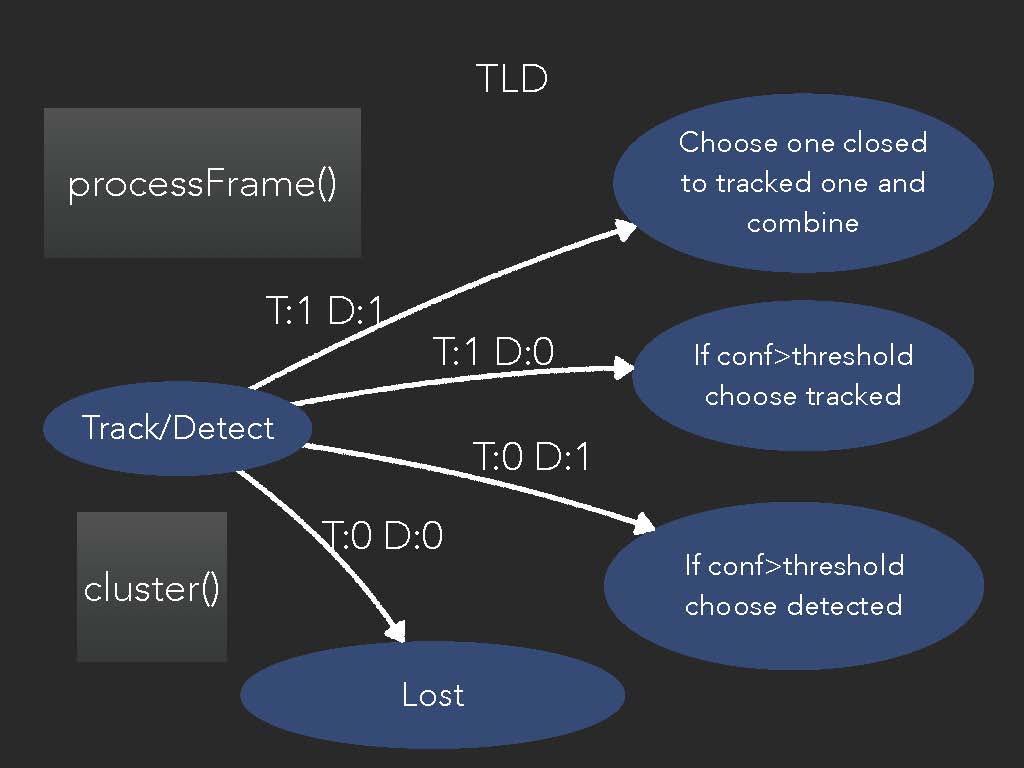 TLD
processFrame()
Choose one closed
to tracked one and
combine
T:1 D:1
T:1 D:0
If conf>threshold
choose tracked
Track/Detect
T:0 D:1
T:0 D:0
If conf>threshold
choose detected
cluster()
Lost